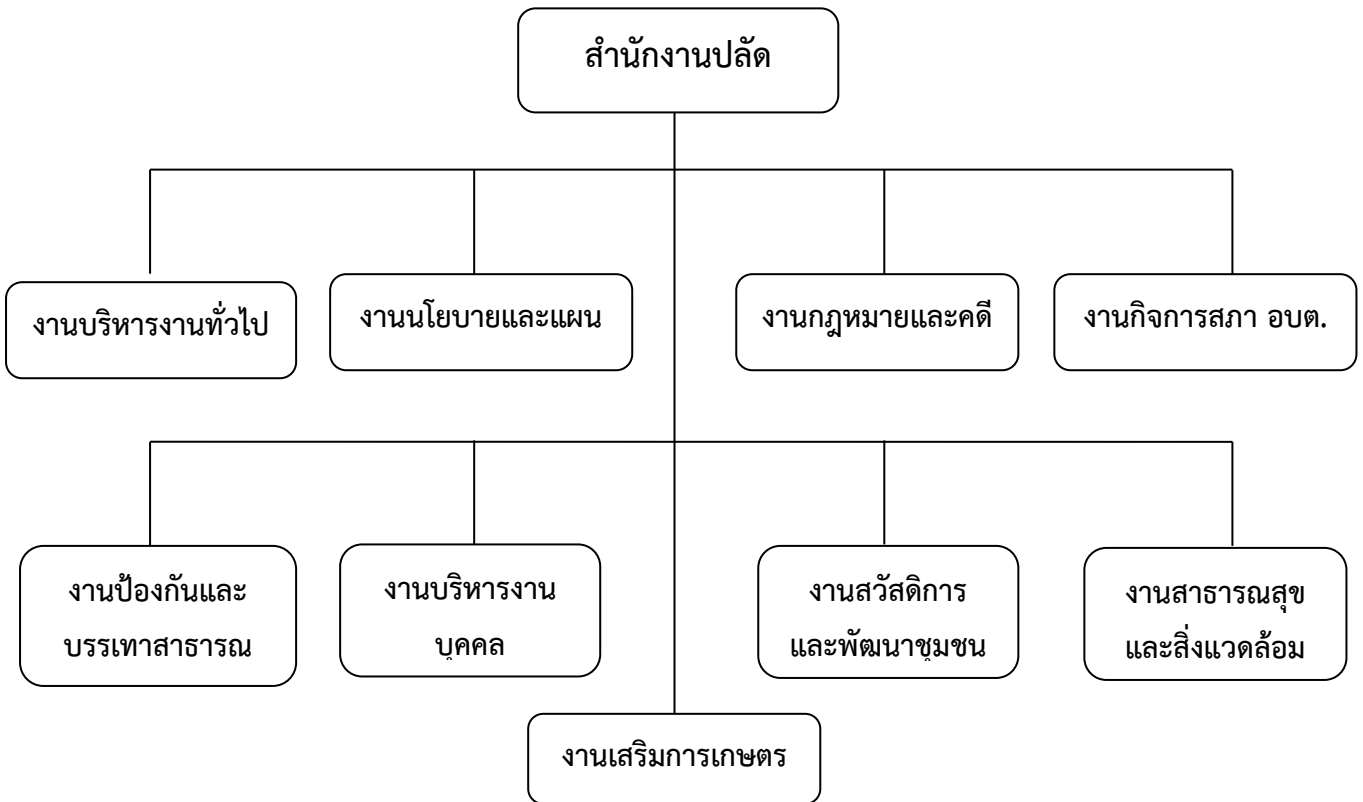 สำนักงานปลัด
งานบริหารงานทั่วไป
งานนโยบายและแผน
งานกฎหมายและคดี
งานกิจการสภา อบต.
งานป้องกันและ
บรรเทาสาธารณ
งานบริหารงาน
บุคคล
งานสวัสดิการ
และพัฒนาชุมชน
งานสาธารณสุข
และสิ่งแวดล้อม
งานเสริมการเกษตร